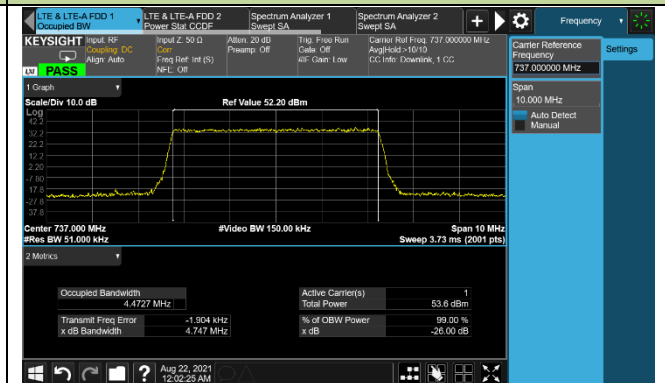 LTE & LTE-A FDD 1
Occupied BW
LTE & LTE-A FDD 2
Power Stat CCDF
Spectrum Analyzer 1
Swept SA
Spectrum Analyzer 2
Swept SA
Frequency
KEYSIGHT
Input: RF
Coupling: DC
Align: Auto
Input Z: 50 Ω
Corr
Freq Ref: Int (S)
NFE: Off
Atten: 20 dB
Preamp: Off
Trig: Free Run
Gate: Off
#IF Gain: Low
Carrier Ref Freq: 737.000000 MHz
Avg|Hold:>10/10
CC Info: Downlink, 1 CC
LXI
PASS
Carrier Reference
Frequency
737.000000 MHz
Settings
Span
10.000 MHz
Auto Detect
Manual
1 Graph
Scale/Div 10.0 dB
Ref Value 52.20 dBm
Log
42.2
32.2
22.2
12.2
2.20
-7.80
-17.8
-27.8
-37.8
Center 737.000 MHz
#Video BW 150.00 kHz
Span 10 MHz
#Res BW 51.000 kHz
Sweep 3.73 ms (2001 pts)
2 Metrics
Occupied Bandwidth
4.4727 MHz
Active Carrier(s) 1
Total Power 53.6 dBm
Transmit Freq Error -1.904 kHz
% of OBW Power 99.00 %
x dB Bandwidth 4.747 MHz
x dB -26.00 dB
?
Aug 22, 2021
12:02:25 AM